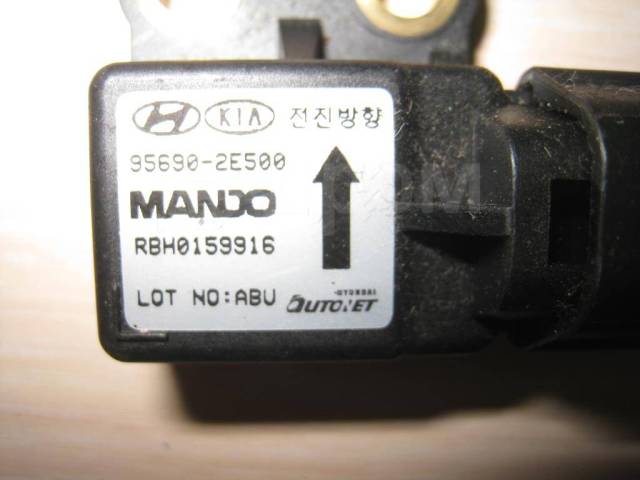 KIA 전진방향
95690-2E500
MANDO
RBH0159916
LOT NO:ABU
HYUNDAI
AUTONET